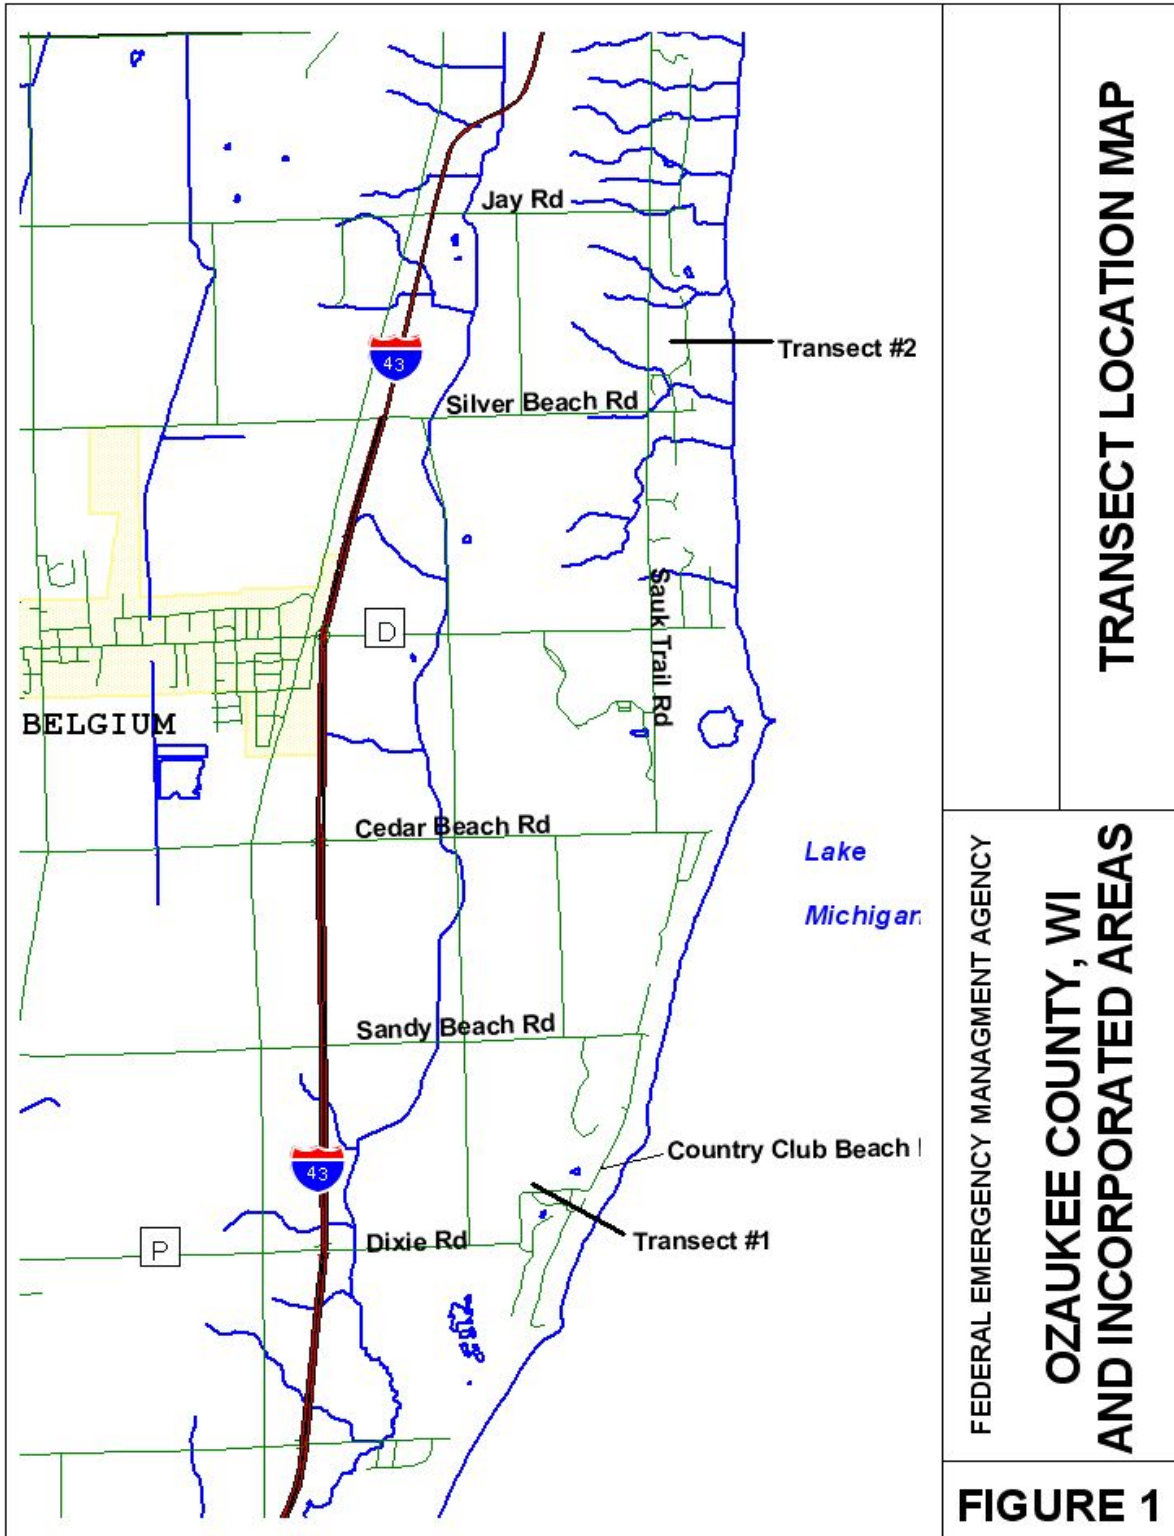 Jay Rd
43
Transect #2
Silver Beach Rd
D
Sauk Trail Rd
BELGIUM
Cedar Beach Rd
Lake
Michigan
Sandy Beach Rd
Country Club Beach
43
P
Dixie Rd
Transect #1
TRANSECT LOCATION MAP
FEDERAL EMERGENCY MANAGMENT AGENCY
OZAUKEE COUNTY, WI
AND INCORPORATED AREAS
FIGURE 1